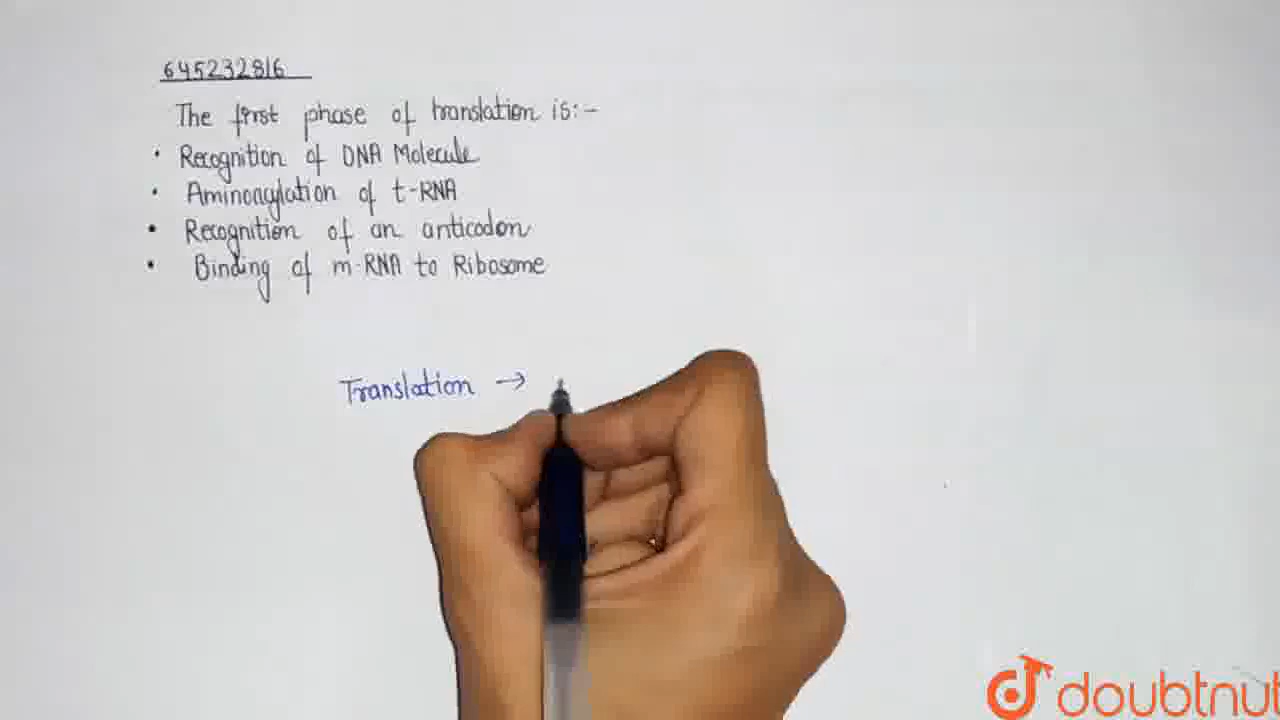 645232816
The first phase of translation is:-
• Recognition of DNA Molecule
• Aminoacylation of t-RNA
• Recognition of an anticodon
• Binding of m-RNA to Ribosome
Translation →
doubtnut